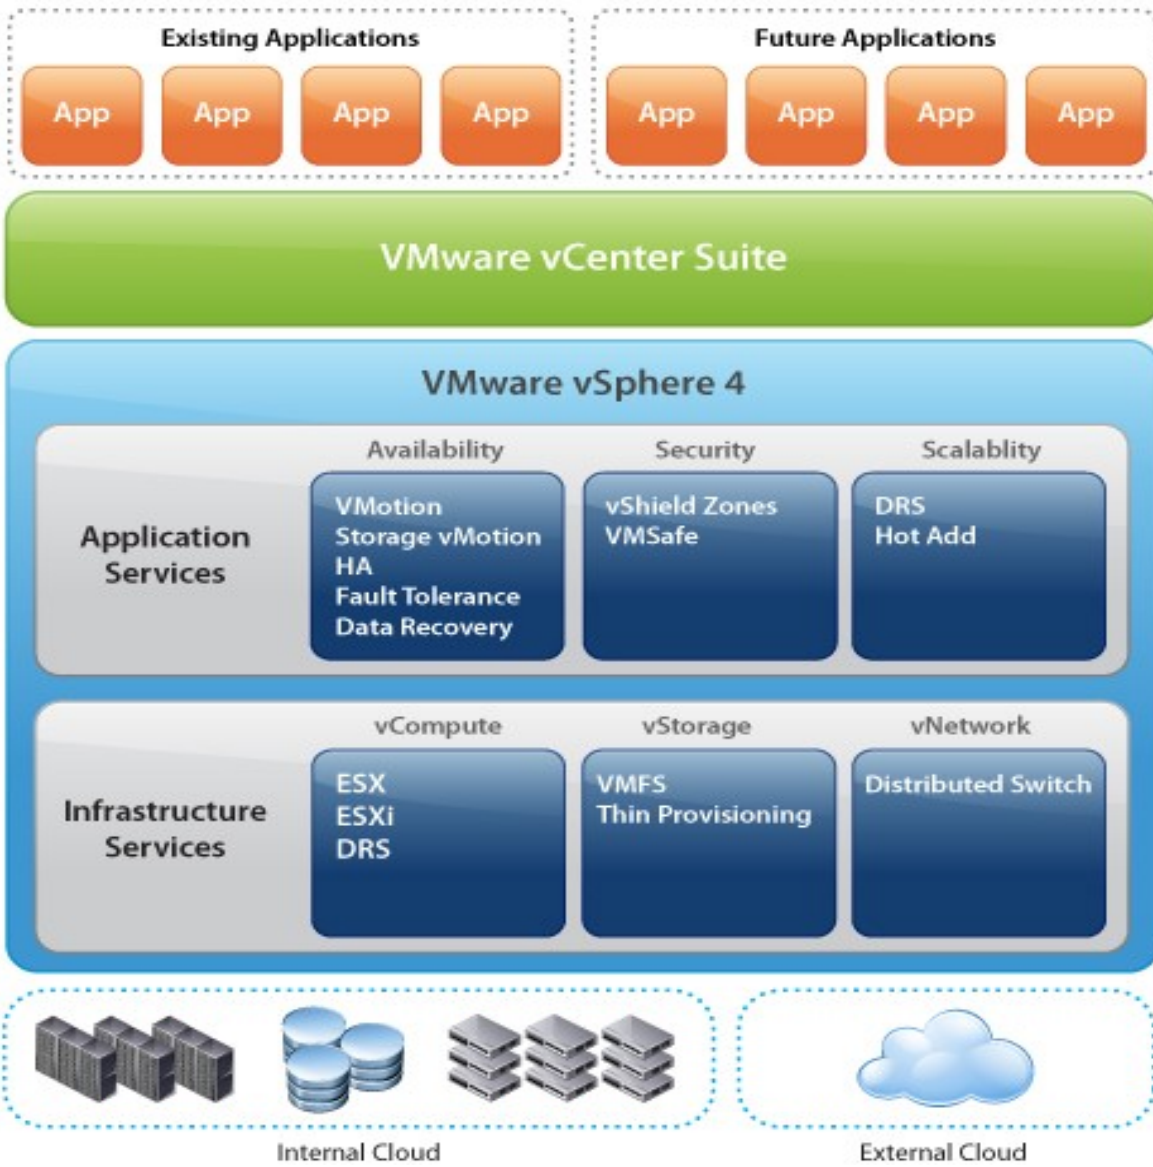 Existing Applications
Future Applications
App
App
App
App
App
App
App
App
VMware vCenter Suite
VMware vSphere 4
Application
Services
Availability
VMotion
Storage vMotion
HA
Fault Tolerance
Data Recovery
Security
vShield Zones
VMSafe
Scalablity
DRS
Hot Add
Infrastructure
Services
vCompute
ESX
ESXi
DRS
vStorage
VMFS
Thin Provisioning
vNetwork
Distributed Switch
Internal Cloud
External Cloud